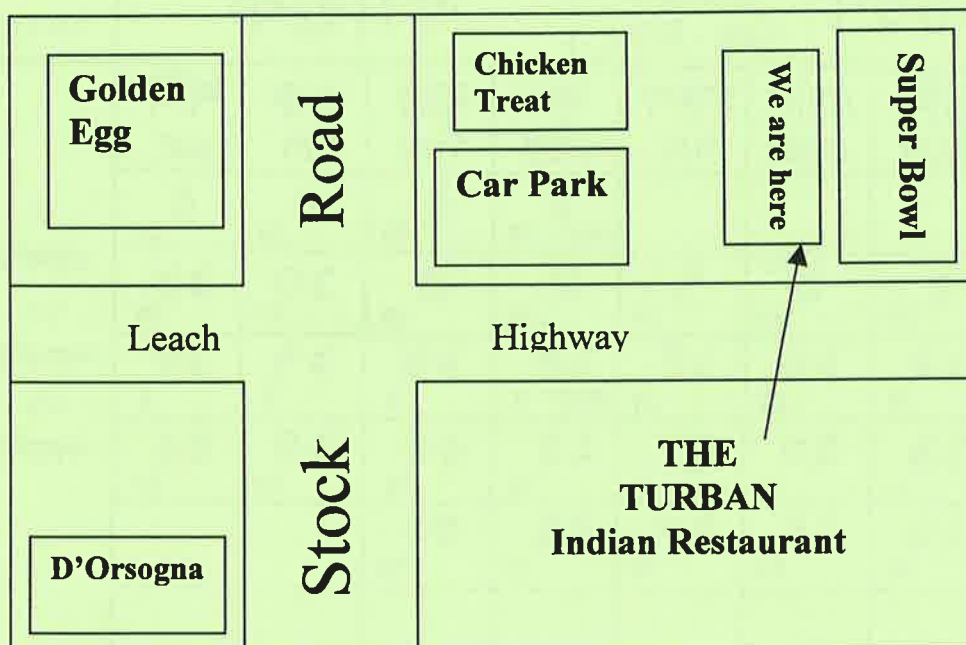 Golden
Egg
Road
Chicken
Treat
Car Park
We are here
Super Bowl
Leach
Highway
D'Orsogna
Stock
THE
TURBAN
Indian Restaurant